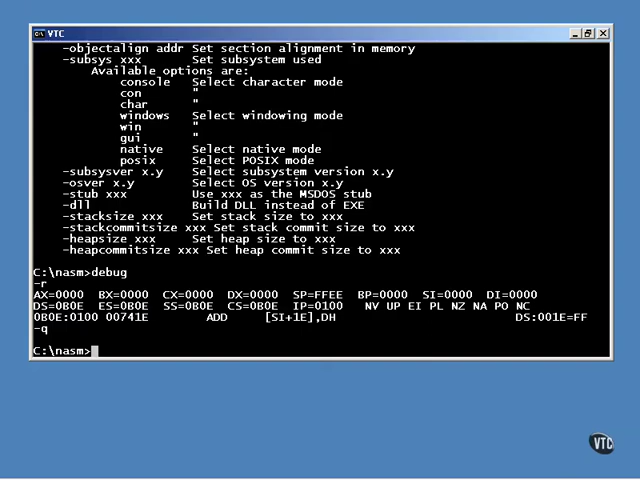 VTC
-objectalign addr Set section alignment in memory
-subsys xxx Set subsystem used
Available options are:
console Select character mode
con "
char "
windows Select windowing mode
win "
gui "
native Select native mode
posix Select POSIX mode
-subsysver x.y Select subsystem version x.y
-osver x.y Select OS version x.y
-stub xxx Use xxx as the MSDOS stub
-dll Build DLL instead of EXE
-stacksize xxx Set stack size to xxx
-stackcommitsize xxx Set stack commit size to xxx
-heapsize xxx Set heap size to xxx
-heapcommitsize xxx Set heap commit size to xxx
C:\nasm>debug
-r
AX=0000 BX=0000 CX=0000 DX=0000 SP=FFEE BP=0000 SI=0000 DI=0000
DS=0B0E ES=0B0E SS=0B0E CS=0B0E IP=0100 NV UP EI PL NZ NA PO NC
0B0E:0100 00741E ADD [SI+1E],DH DS:001E=FF
-q
C:\nasm>
VTC